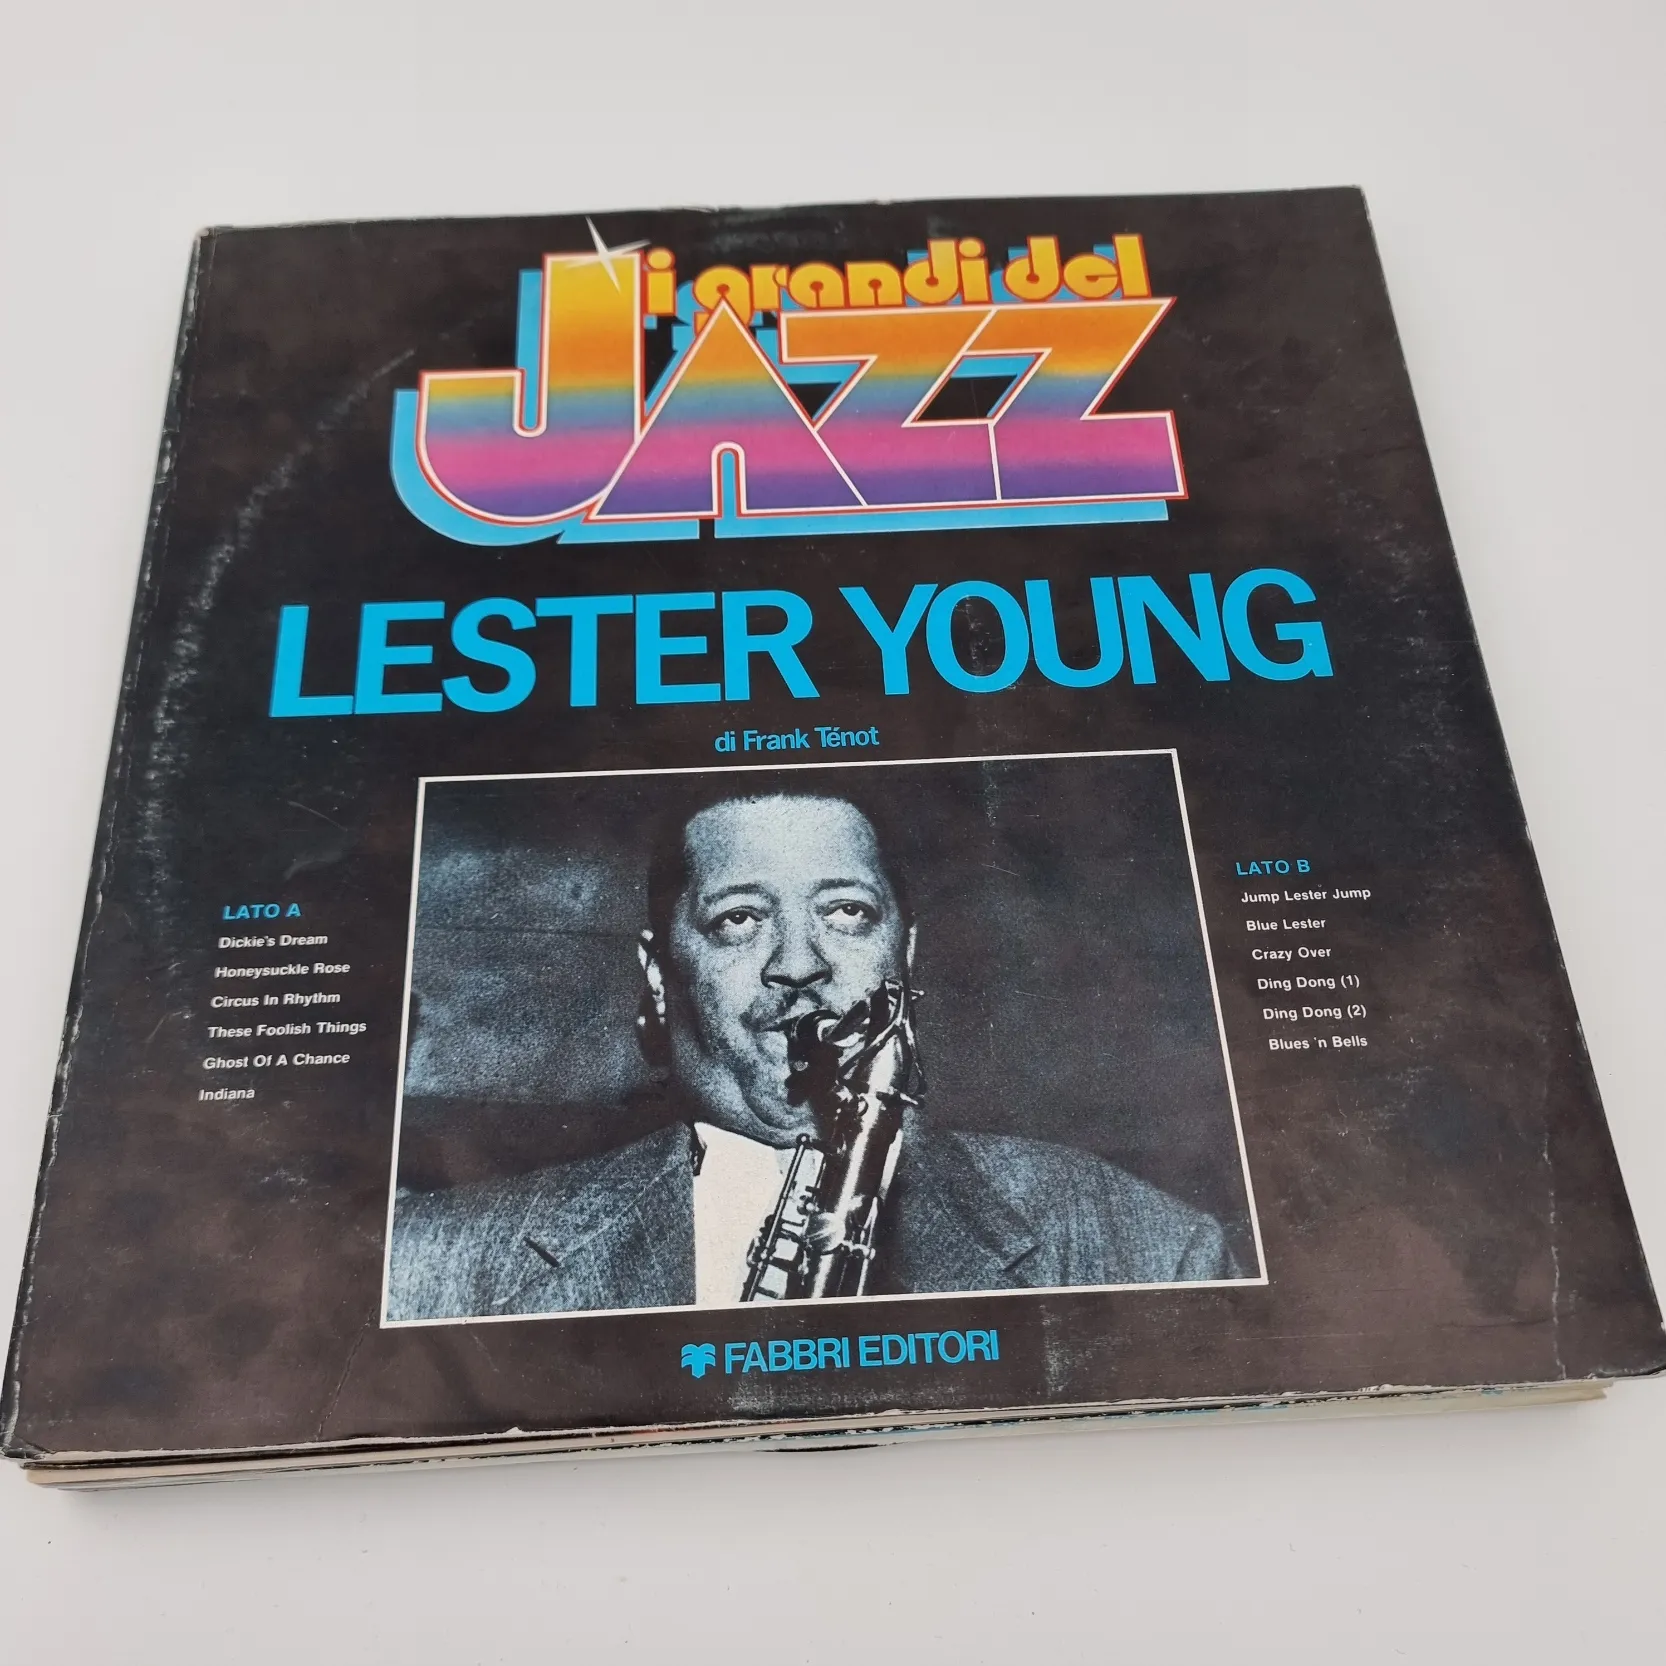 i grandi del
JAZZ
LESTER YOUNG
di Frank Ténot
LATO A
Dickie's Dream
Honeysuckle Rose
Circus In Rhythm
These Foolish Things
Ghost Of A Chance
Indiana
LATO B
Jump Lester Jump
Blue Lester
Crazy Over
Ding Dong (1)
Ding Dong (2)
Blues 'n Bells
FABBRI EDITORI